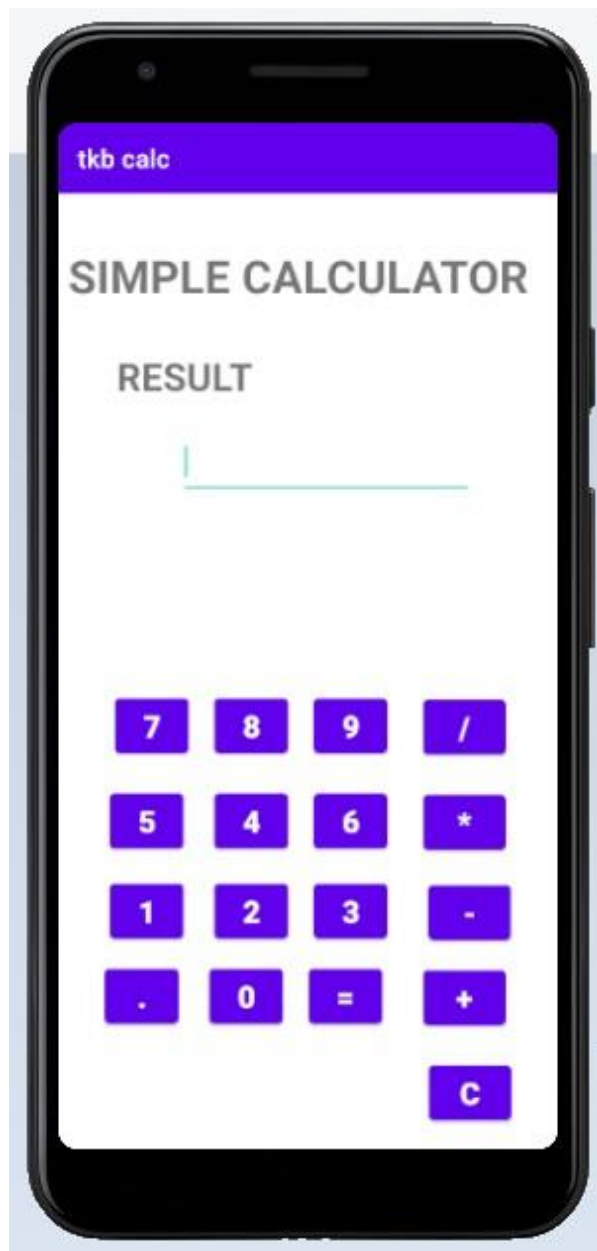 tkb calc
SIMPLE CALCULATOR
RESULT
7 8 9 /
5 4 6 *
1 2 3 -
. 0 = +
C